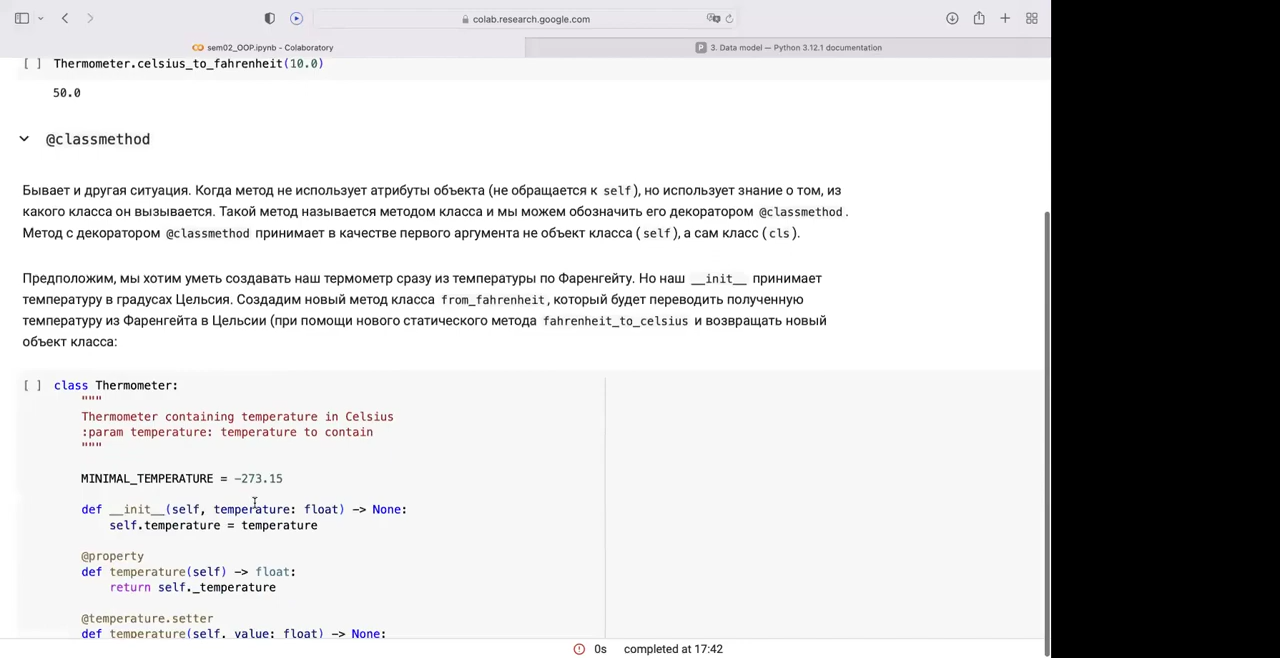 colab.research.google.com
sem02_OOP.ipynb - Colaboratory
P 3. Data model — Python 3.12.1 documentation
[ ] Thermometer.celsius_to_fahrenheit(10.0)
50.0
@classmethod
Бывает и другая ситуация. Когда метод не использует атрибуты объекта (не обращается к self), но использует знание о том, из
какого класса он вызывается. Такой метод называется методом класса и мы можем обозначить его декоратором @classmethod.
Метод с декоратором @classmethod принимает в качестве первого аргумента не объект класса (self), а сам класс (cls).
Предположим, мы хотим уметь создавать наш термометр сразу из температуры по Фаренгейту. Но наш __init__ принимает
температуру в градусах Цельсия. Создадим новый метод класса from_fahrenheit, который будет переводить полученную
температуру из Фаренгейта в Цельсии (при помощи нового статического метода fahrenheit_to_celsius и возвращать новый
объект класса:
[ ] class Thermometer:
"""
Thermometer containing temperature in Celsius
:param temperature: temperature to contain
"""
MINIMAL_TEMPERATURE = -273.15
def __init__(self, temperature: float) -> None:
self.temperature = temperature
@property
def temperature(self) -> float:
return self._temperature
@temperature.setter
def temperature(self, value: float) -> None:
0s completed at 17:42